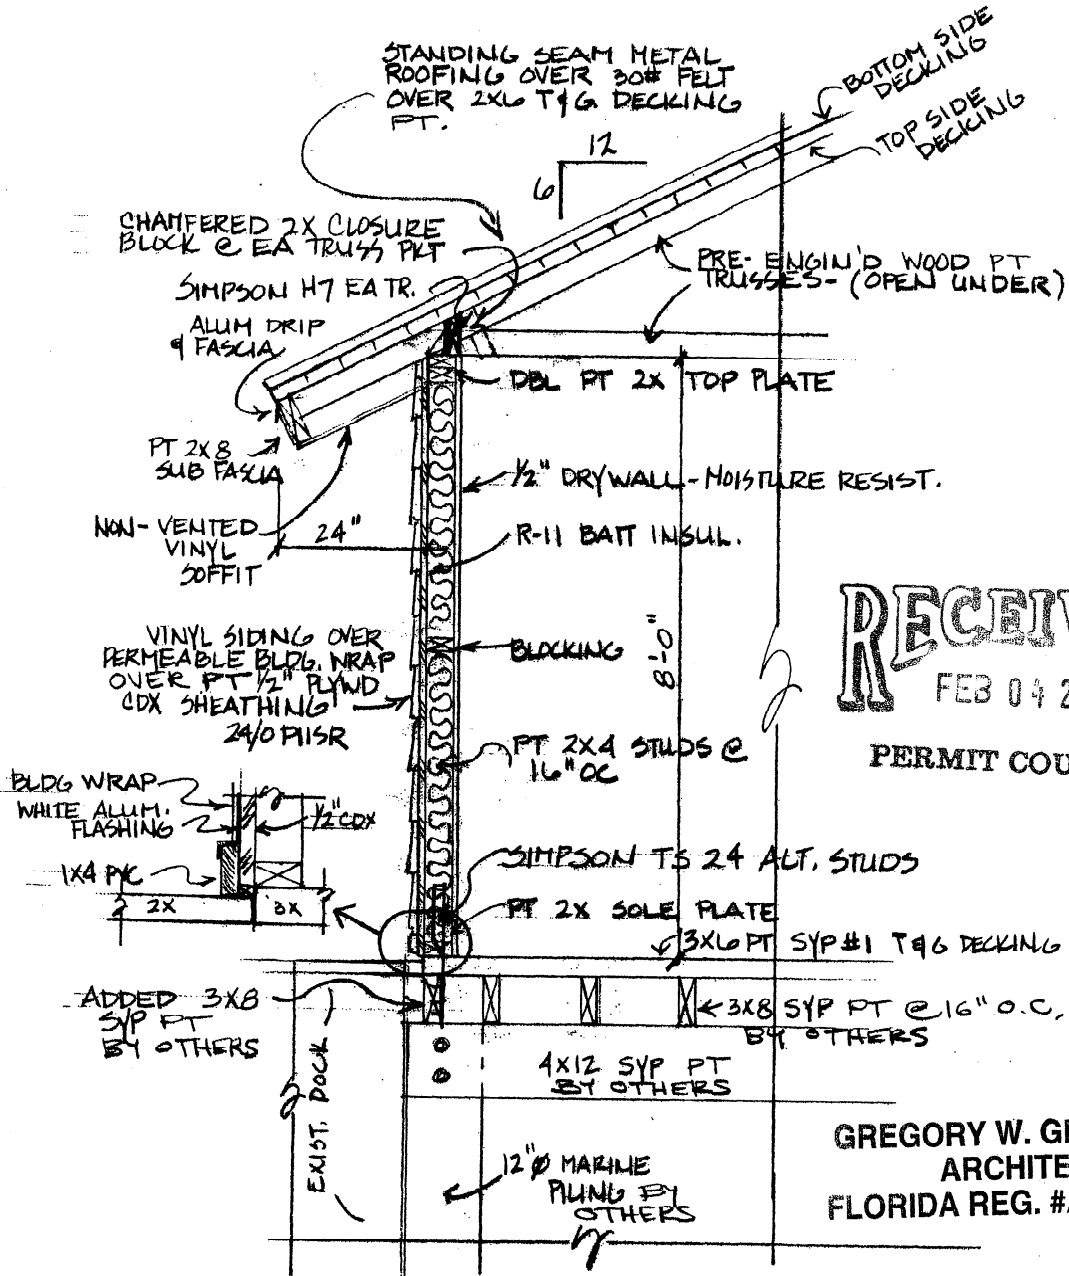 STANDING SEAM METAL
ROOFING OVER 30# FELT
OVER 2X6 T&G DECKING
PT.
BOTTOM SIDE
DECKING
TOP SIDE
DECKING
12
6
CHAMFERED 2X CLOSURE
BLOCK @ EA TRUSS PKT
SIMPSON H7 EA TR.
ALUM DRIP
& FASCIA
PRE-ENGIN'D WOOD PT
TRUSSES-(OPEN UNDER)
DBL PT 2X TOP PLATE
PT 2X8
SUB FASCIA
1/2" DRYWALL-MOISTURE RESIST.
NON-VENTED
VINYL
SOFFIT
24"
R-11 BATT INSUL.
VINYL SIDING OVER
PERMEABLE BLDG. WRAP
OVER PT 1/2" PLYWD
CDX SHEATHING
24/0 PIISR
BLOCKING
8'-0"
FEB 04 2
PERMIT COU
PT 2X4 STUDS @
16" OC
BLDG WRAP
WHITE ALUM.
FLASHING
1/2" CDX
1X4 PVC
2X
3X
SIMPSON TS 24 ALT. STUDS
PT 2X SOLE PLATE
3X6 PT SYP #1 T&G DECKING
ADDED 3X8
SYP PT
BY OTHERS
3X8 SYP PT @ 16" O.C.
BY OTHERS
4X12 SYP PT
BY OTHERS
EXIST. DOCK
12"Ø MARINE
PILING BY
OTHERS
RECEIV
GREGORY W. G
ARCHITE
FLORIDA REG. #